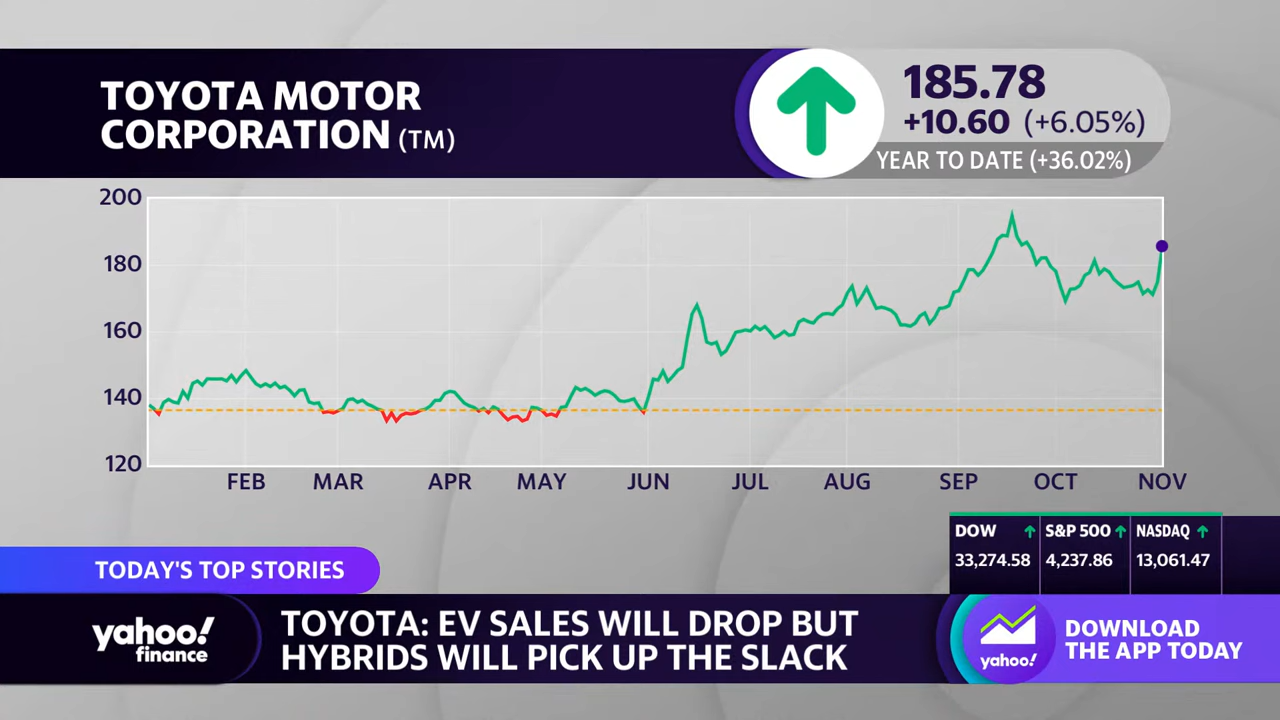 TOYOTA MOTOR
CORPORATION (TM)
185.78
+10.60 (+6.05%)
YEAR TO DATE (+36.02%)
200
180
160
140
120
FEB MAR APR MAY JUN JUL AUG SEP OCT NOV
DOW S&P 500 NASDAQ
33,274.58 4,237.86 13,061.47
TODAY'S TOP STORIES
yahoo!
finance
TOYOTA: EV SALES WILL DROP BUT
HYBRIDS WILL PICK UP THE SLACK
yahoo!
DOWNLOAD
THE APP TODAY